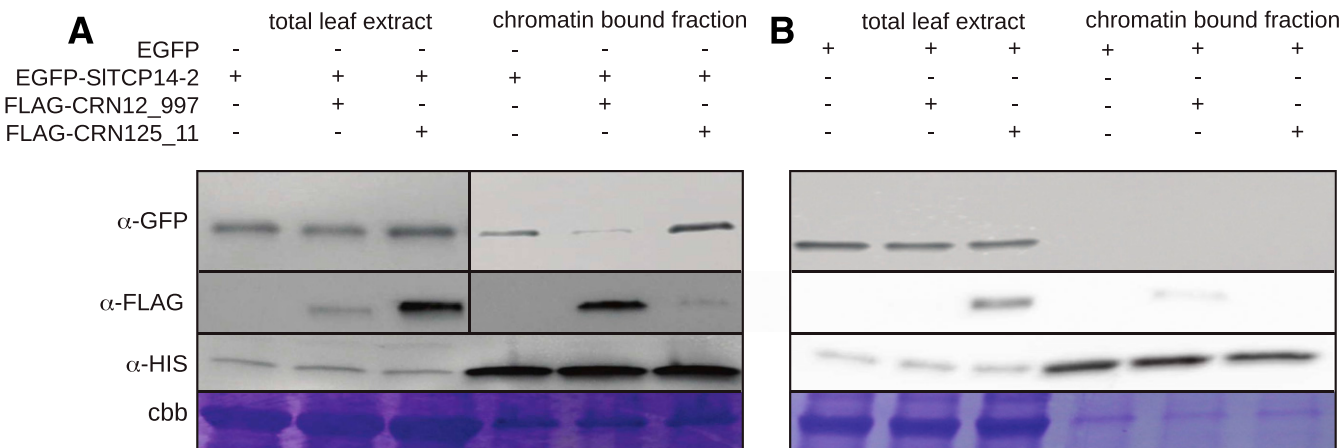 A total leaf extract chromatin bound fraction B total leaf extract chromatin bound fraction
EGFP - - - - - - + + + + + +
EGFP-SlTCP14-2 + + + + + + - - - - - -
FLAG-CRN12_997 - + - - + - - + - - + -
FLAG-CRN125_11 - - + - - + - - + - - +
α-GFP
α-FLAG
α-HIS
cbb